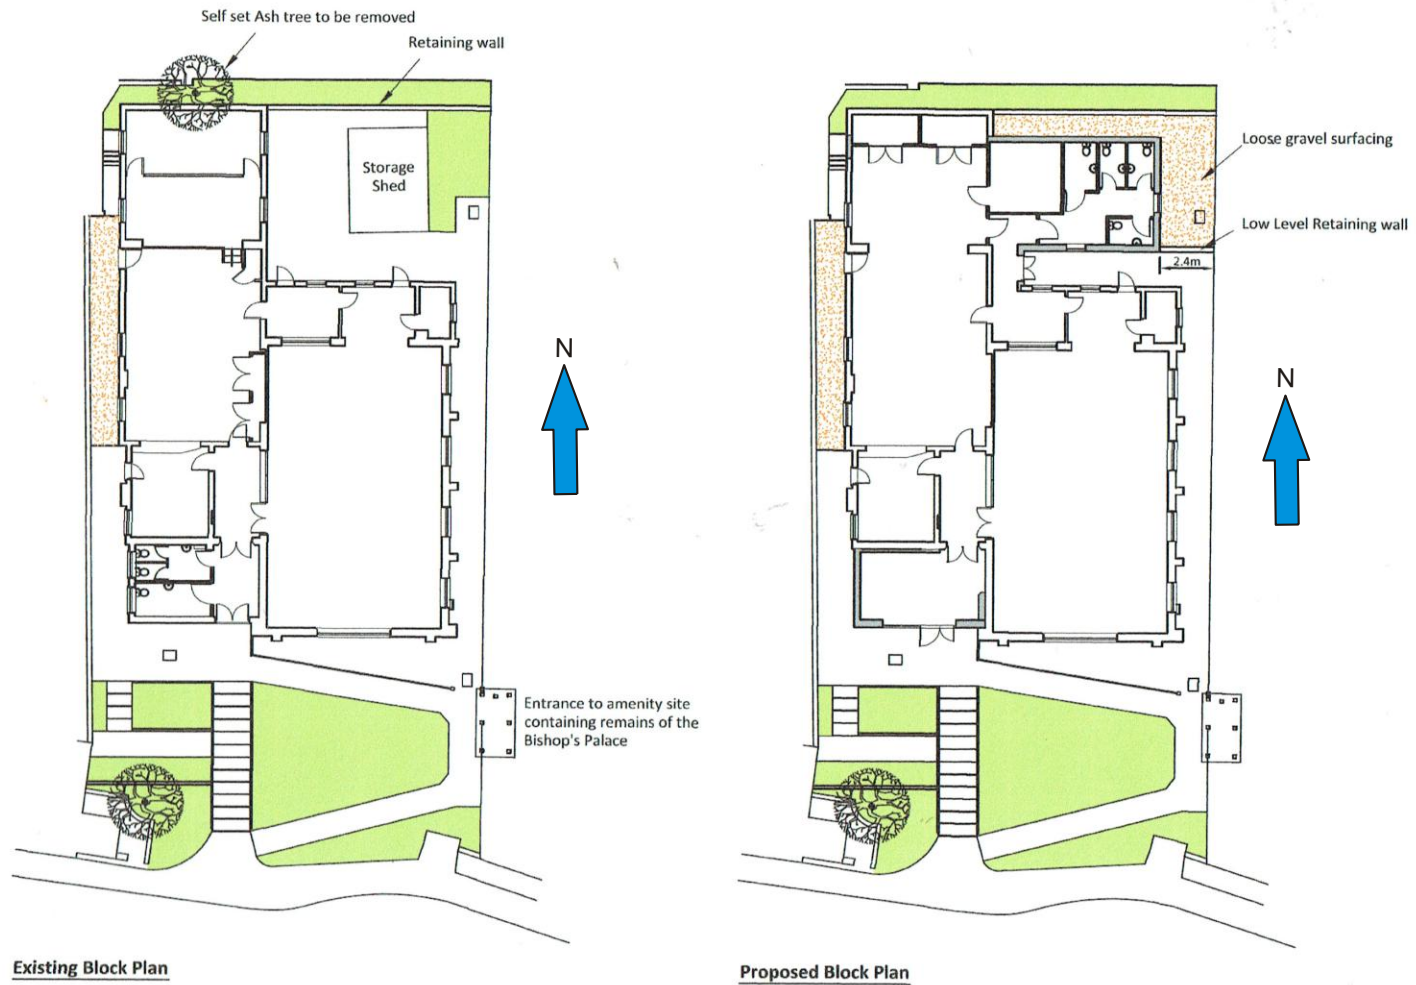 Self set Ash tree to be removed
Retaining wall
Storage
Shed
N
Entrance to amenity site
containing remains of the
Bishop's Palace
Existing Block Plan
Loose gravel surfacing
Low Level Retaining wall
2.4m
N
Proposed Block Plan